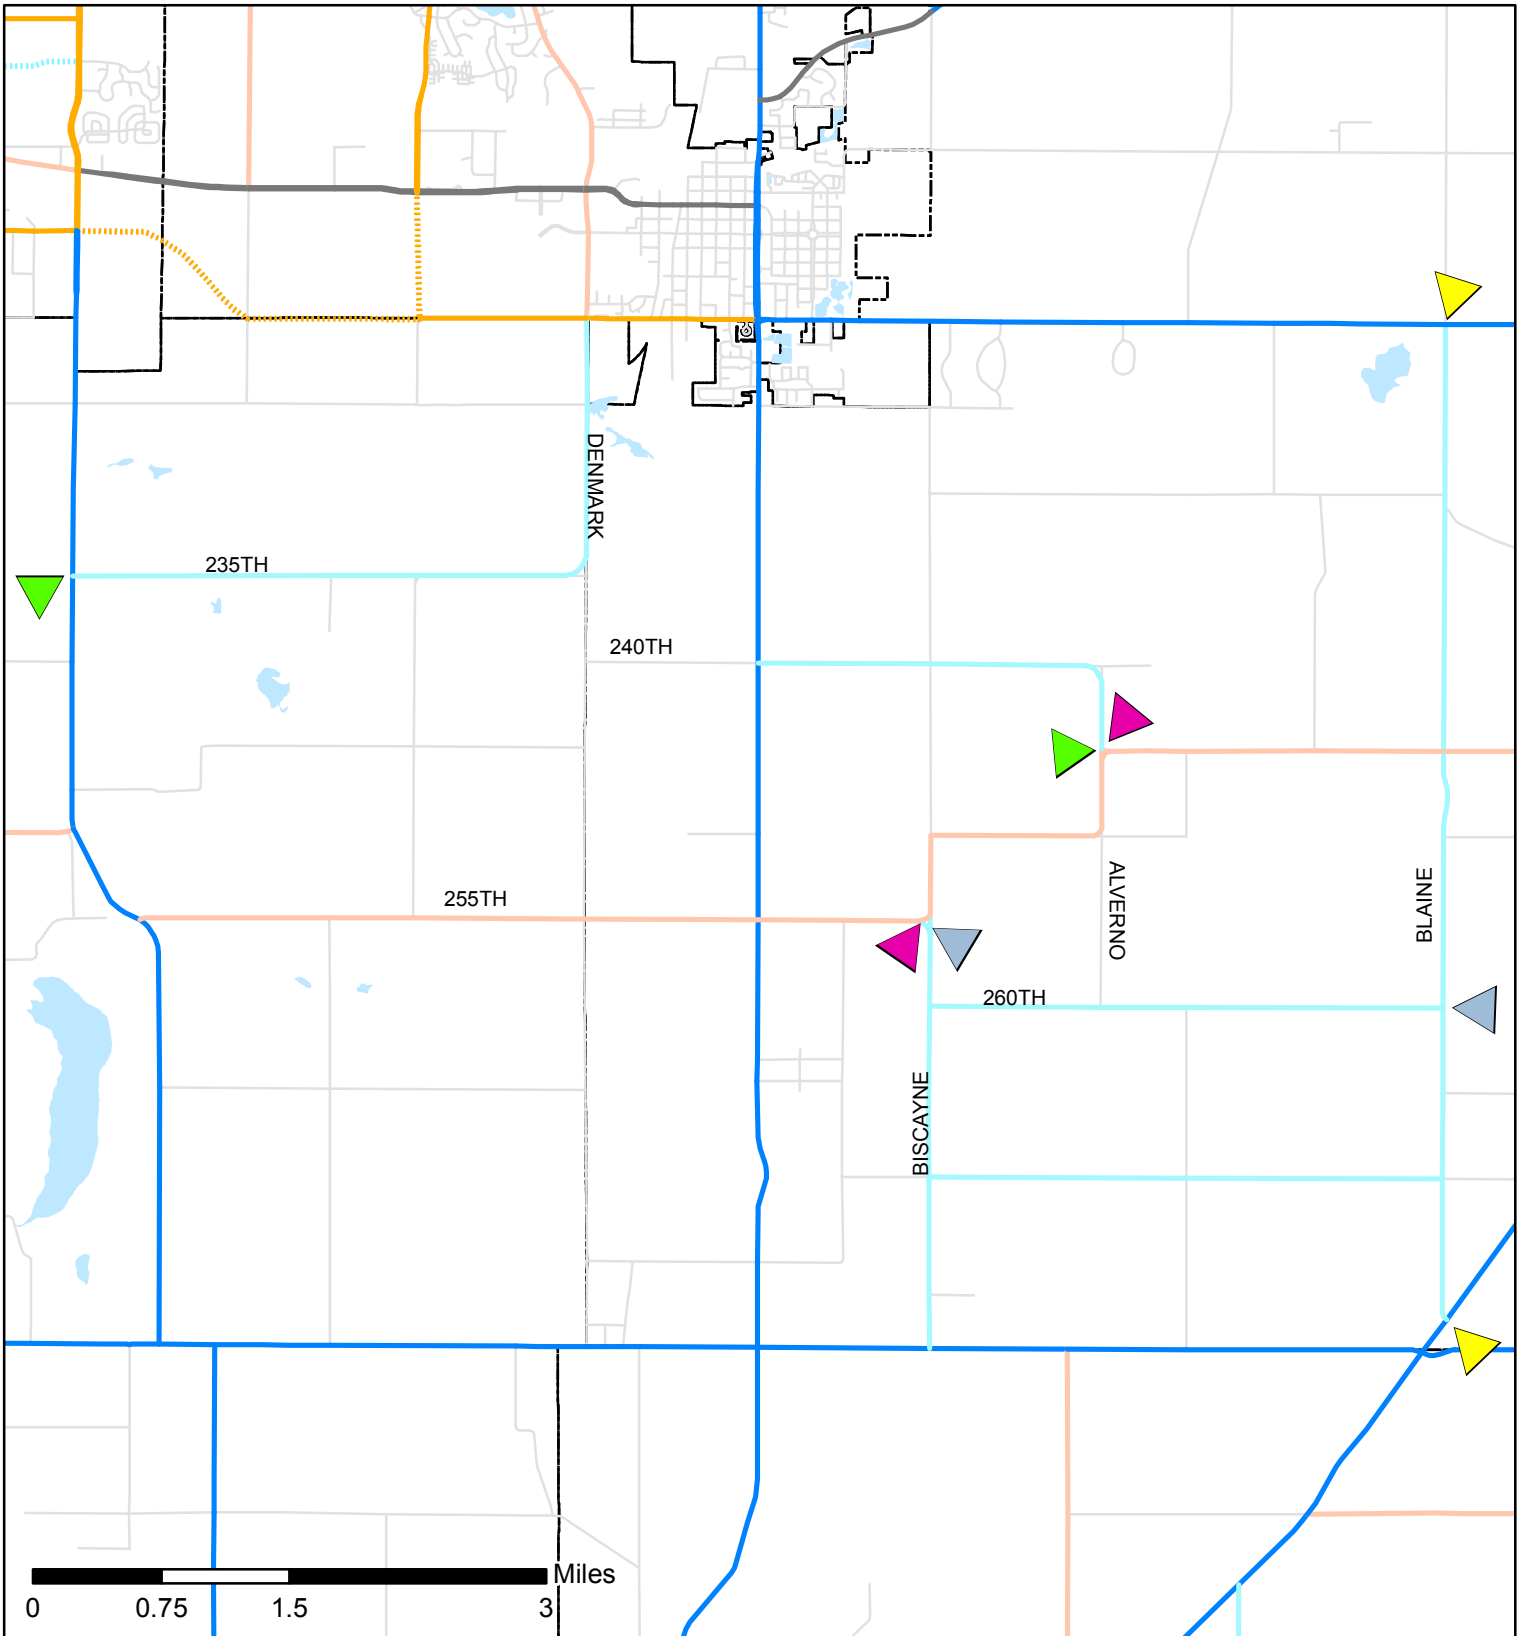 DENMARK
235TH
240TH
ALVERNO
BLAINE
255TH
260TH
BISCAYNE
Miles
0 0.75 1.5 3